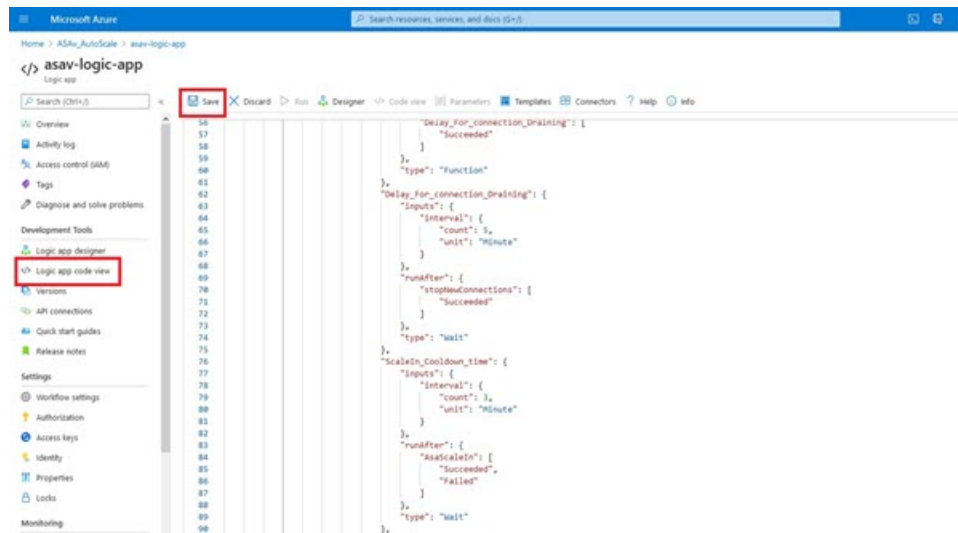 Microsoft Azure
Search resources, services, and docs (G+/)
Home > ASAv_AutoScale > asav-logic-app
</> asav-logic-app
Logic app
Search (Ctrl+/)
«
Save Discard Run Designer Code view Parameters Templates Connectors ? Help Info
Overview
Activity log
Access control (IAM)
Tags
Diagnose and solve problems
Development Tools
Logic app designer
Logic app code view
Versions
API connections
Quick start guides
Release notes
Settings
Workflow settings
Authorization
Access keys
Identity
Properties
Locks
Monitoring
56 "Delay_For_connection_Draining": [
57 "Succeeded"
58 ]
59 },
60 "type": "Function"
61 },
62 "Delay_For_connection_Draining": {
63 "inputs": {
64 "interval": {
65 "count": 5,
66 "unit": "Minute"
67 }
68 },
69 "runAfter": {
70 "stopNewConnections": [
71 "Succeeded"
72 ]
73 },
74 "type": "Wait"
75 },
76 "ScaleIn_Cooldown_time": {
77 "inputs": {
78 "interval": {
79 "count": 3,
80 "unit": "Minute"
81 }
82 },
83 "runAfter": {
84 "AsaScaleIn": [
85 "Succeeded",
86 "Failed"
87 ]
88 },
89 "type": "Wait"
90 },